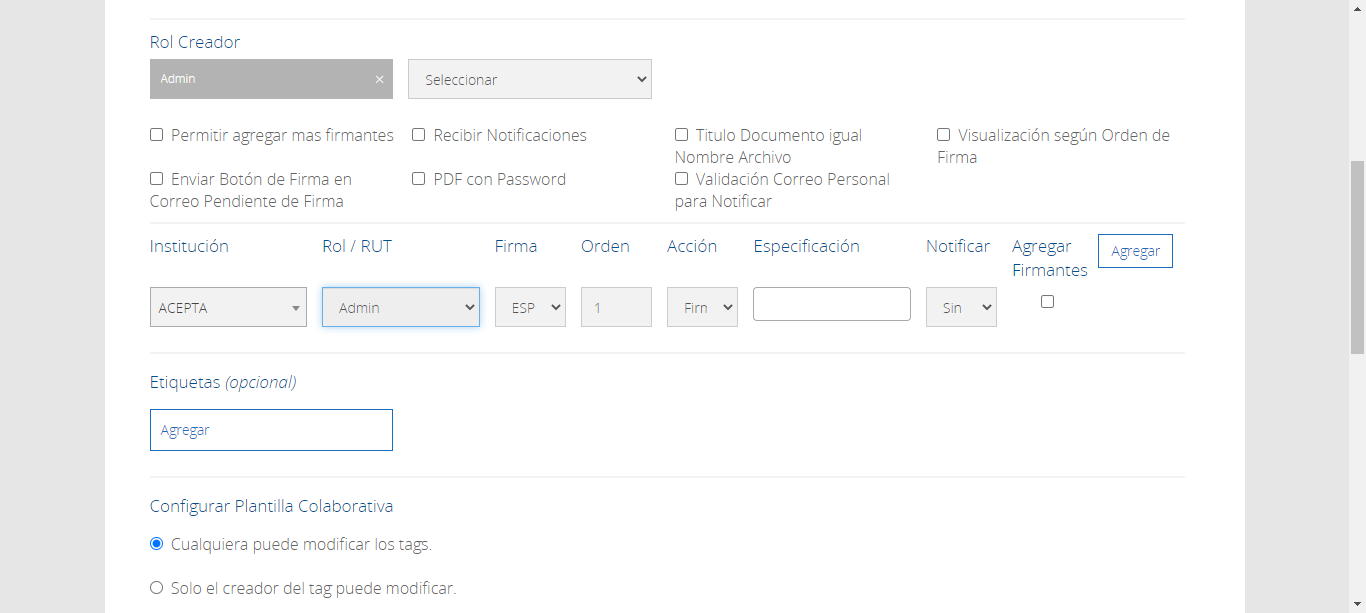 Rol Creador
Admin ×
Seleccionar
Permitir agregar mas firmantes
Recibir Notificaciones
Titulo Documento igual
Nombre Archivo
Visualización según Orden de
Firma
Enviar Botón de Firma en
Correo Pendiente de Firma
PDF con Password
Validación Correo Personal
para Notificar
Institución Rol / RUT Firma Orden Acción Especificación Notificar Agregar
Firmantes
Agregar
ACEPTA Admin ESP 1 Firn Sin
Etiquetas (opcional)
Agregar
Configurar Plantilla Colaborativa
Cualquiera puede modificar los tags.
Solo el creador del tag puede modificar.